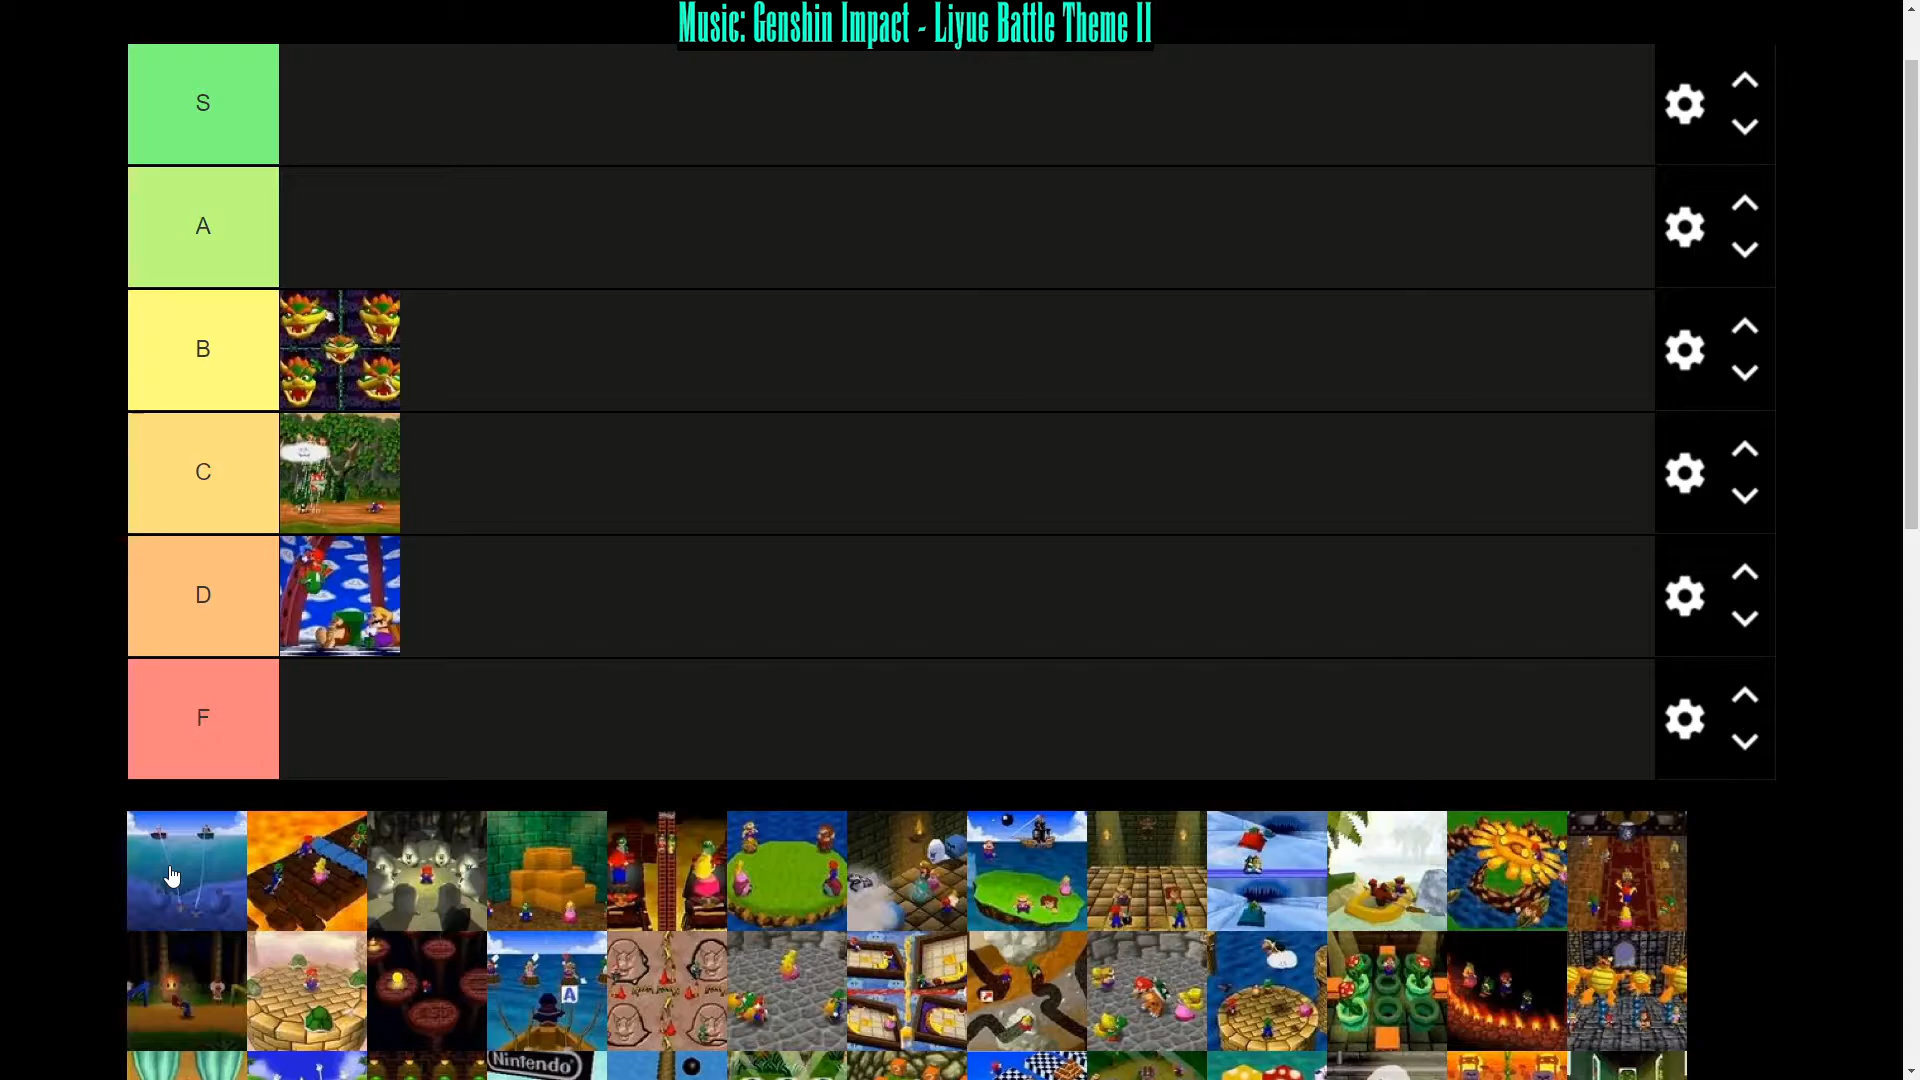 Music: Genshin Impact - Liyue Battle Theme II
S
A
B
C
D
F
A
Nintendo